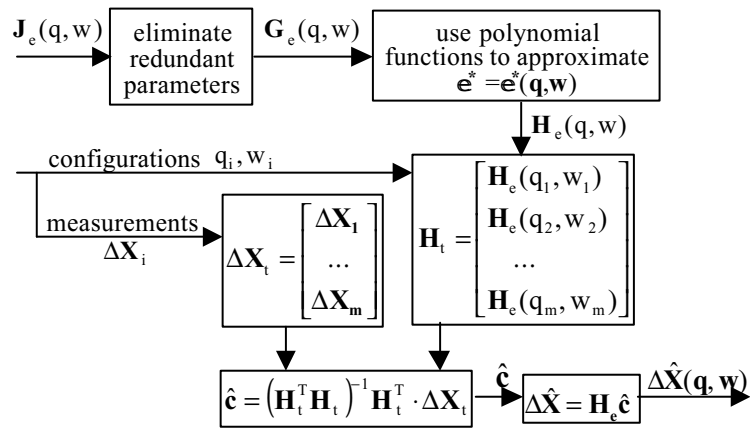 J_e(q,w)
eliminate
redundant
parameters
G_e(q,w)
use polynomial
functions to approximate
e* =e*(q,w)
H_e(q,w)
configurations q_i,w_i
measurements
ΔX_i
ΔX_t = [ΔX_1 ... ΔX_m]
H_t = [H_e(q_1,w_1) H_e(q_2,w_2) ... H_e(q_m,w_m)]
ĉ = (H_t^T H_t)^{-1} H_t^T · ΔX_t
ĉ
ΔX̂ = H_e ĉ
ΔX̂(q,w)